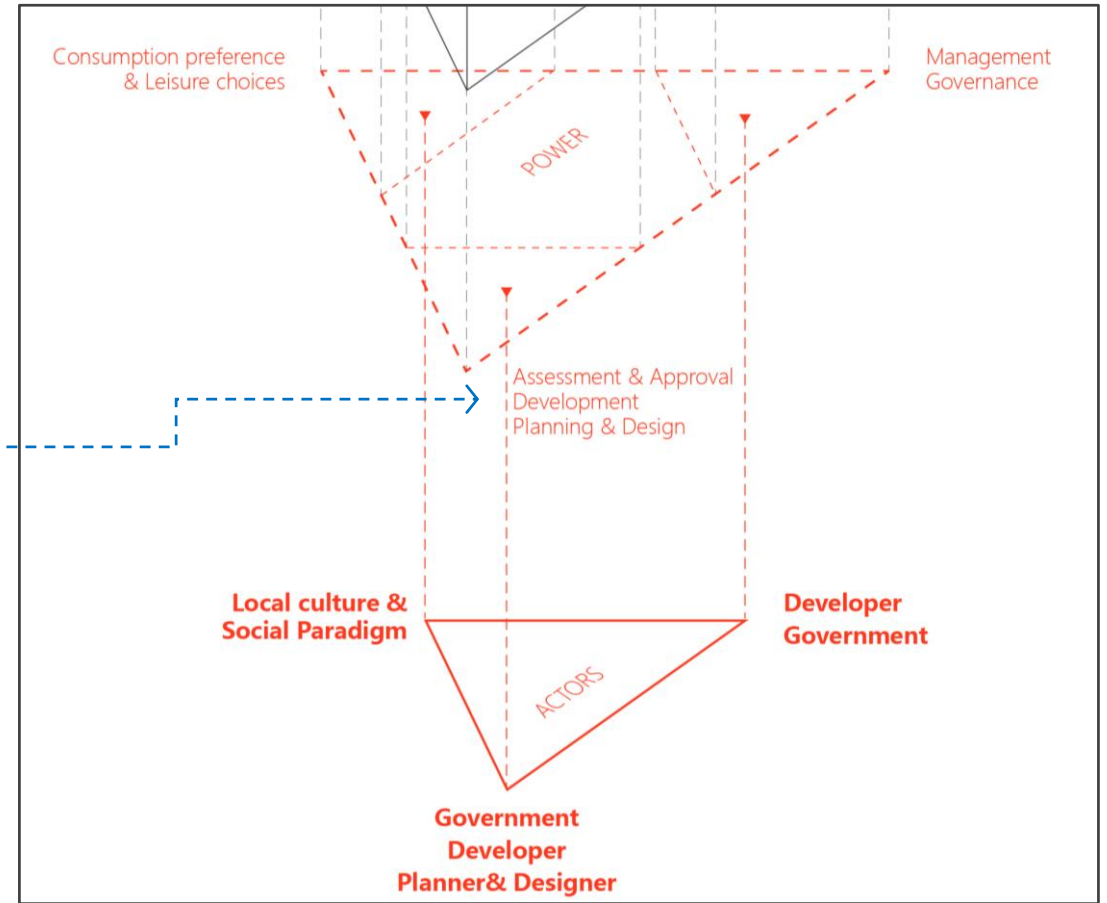 Consumption preference
& Leisure choices
Management
Governance
POWER
Assessment & Approval
Development
Planning & Design
Local culture &
Social Paradigm
Developer
Government
ACTORS
Government
Developer
Planner& Designer